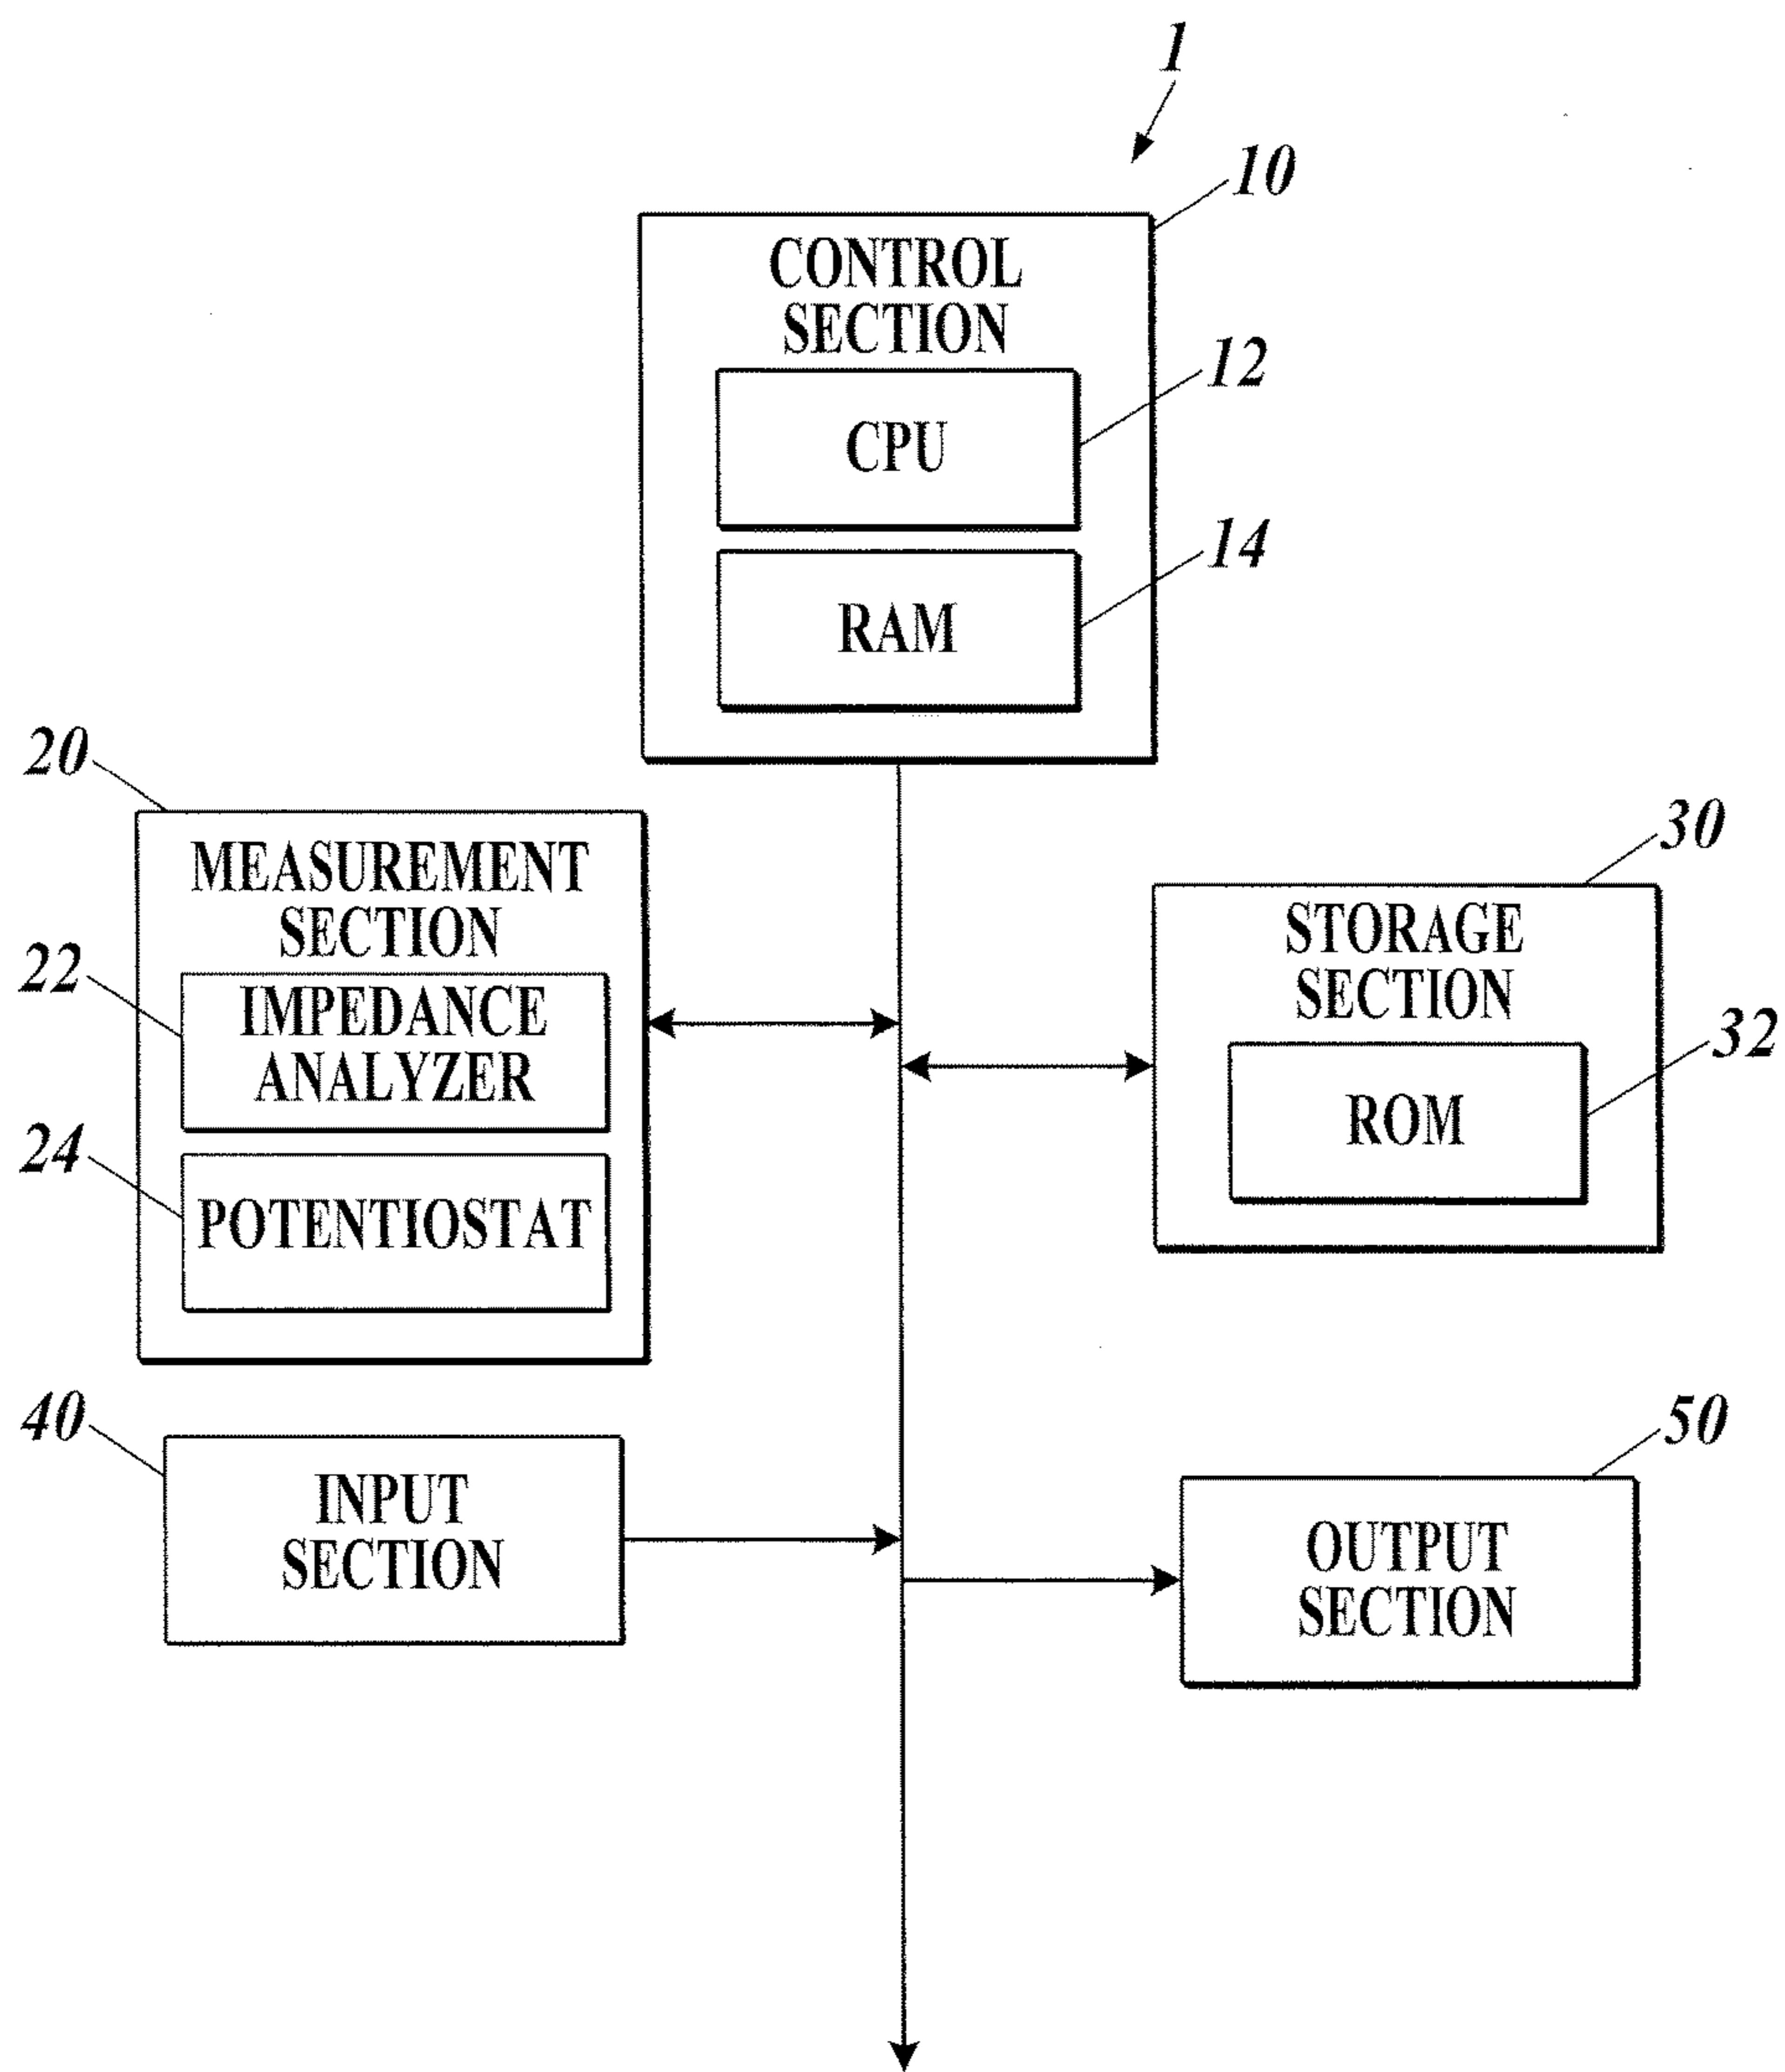 1
10
CONTROL
SECTION
12
CPU
14
RAM
20
MEASUREMENT
SECTION
22
IMPEDANCE
ANALYZER
24
POTENTIOSTAT
30
STORAGE
SECTION
32
ROM
40
INPUT
SECTION
50
OUTPUT
SECTION